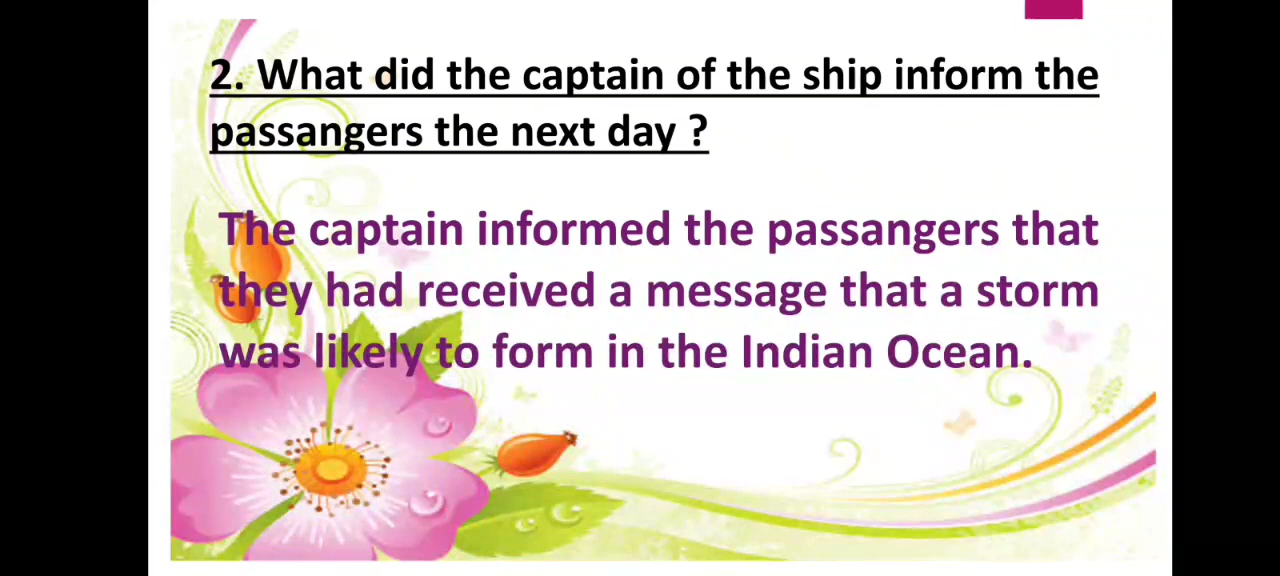 2. What did the captain of the ship inform the
passangers the next day ?
The captain informed the passangers that
they had received a message that a storm
was likely to form in the Indian Ocean.